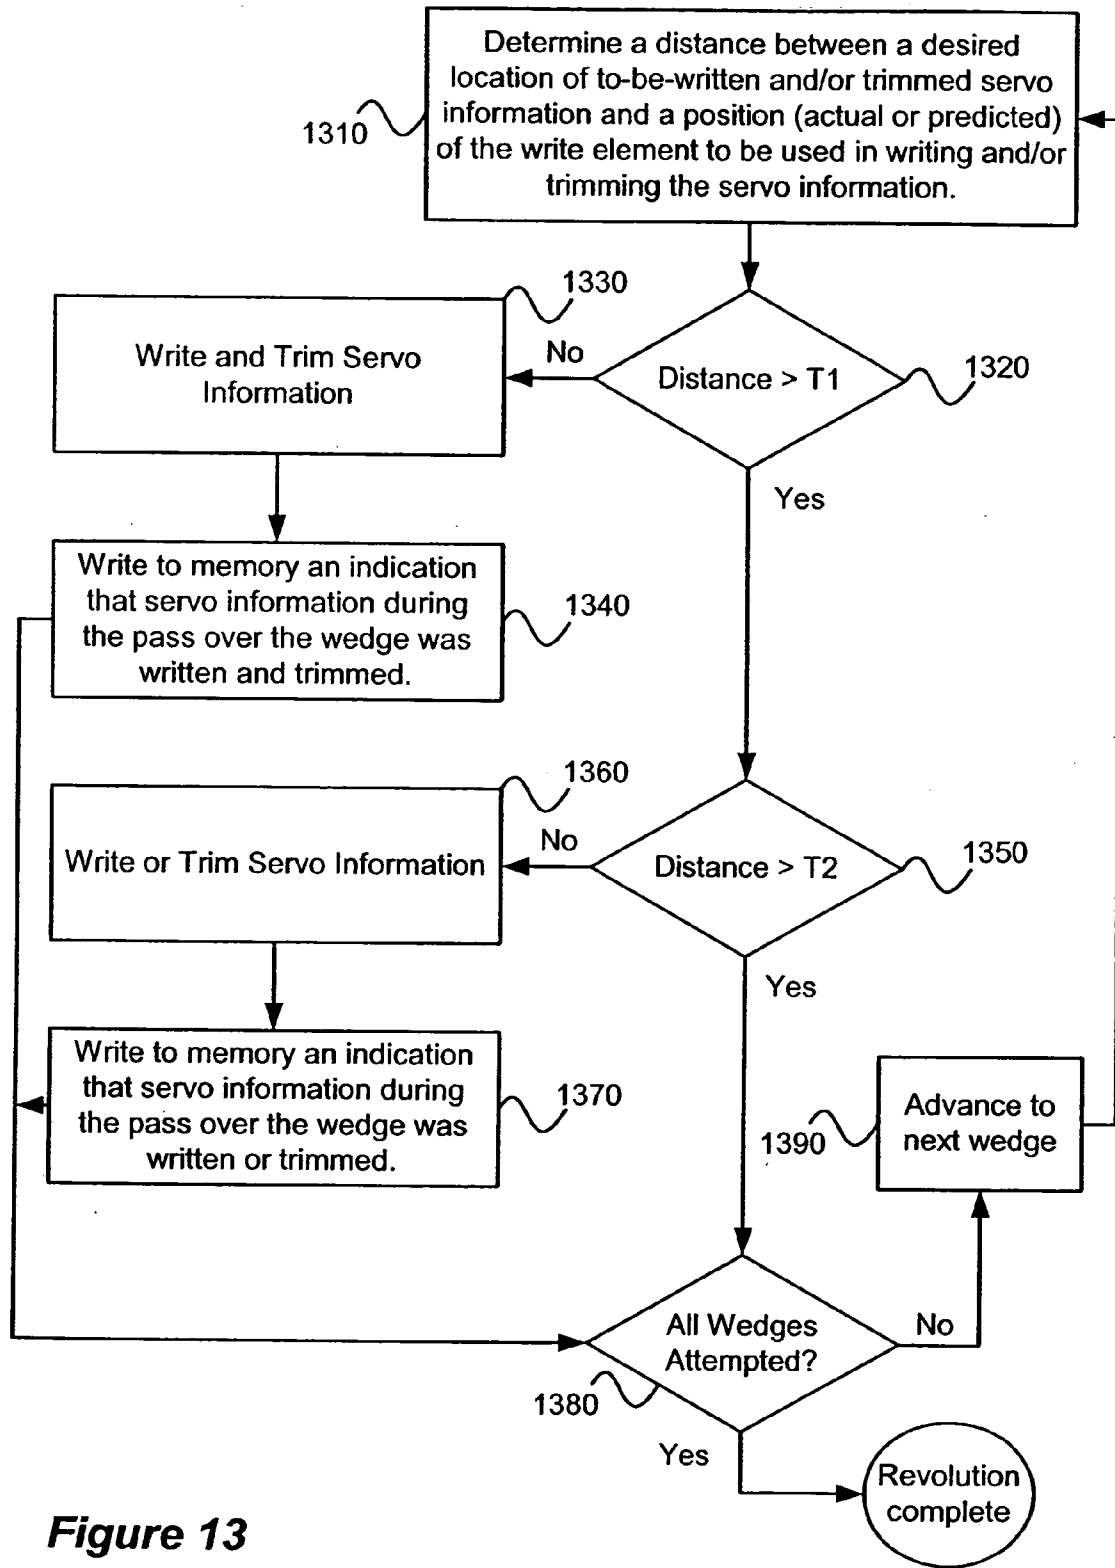 Determine a distance between a desired
location of to-be-written and/or trimmed servo
information and a position (actual or predicted)
of the write element to be used in writing and/or
trimming the servo information.
1310
1330
Write and Trim Servo
Information
No
Distance > T1
1320
Yes
Write to memory an indication
that servo information during
the pass over the wedge was
written and trimmed.
1340
1360
Write or Trim Servo Information
No
Distance > T2
1350
Yes
Write to memory an indication
that servo information during
the pass over the wedge was
written or trimmed.
1370
1390
Advance to
next wedge
All Wedges
Attempted?
No
1380
Yes
Revolution
complete
Figure 13